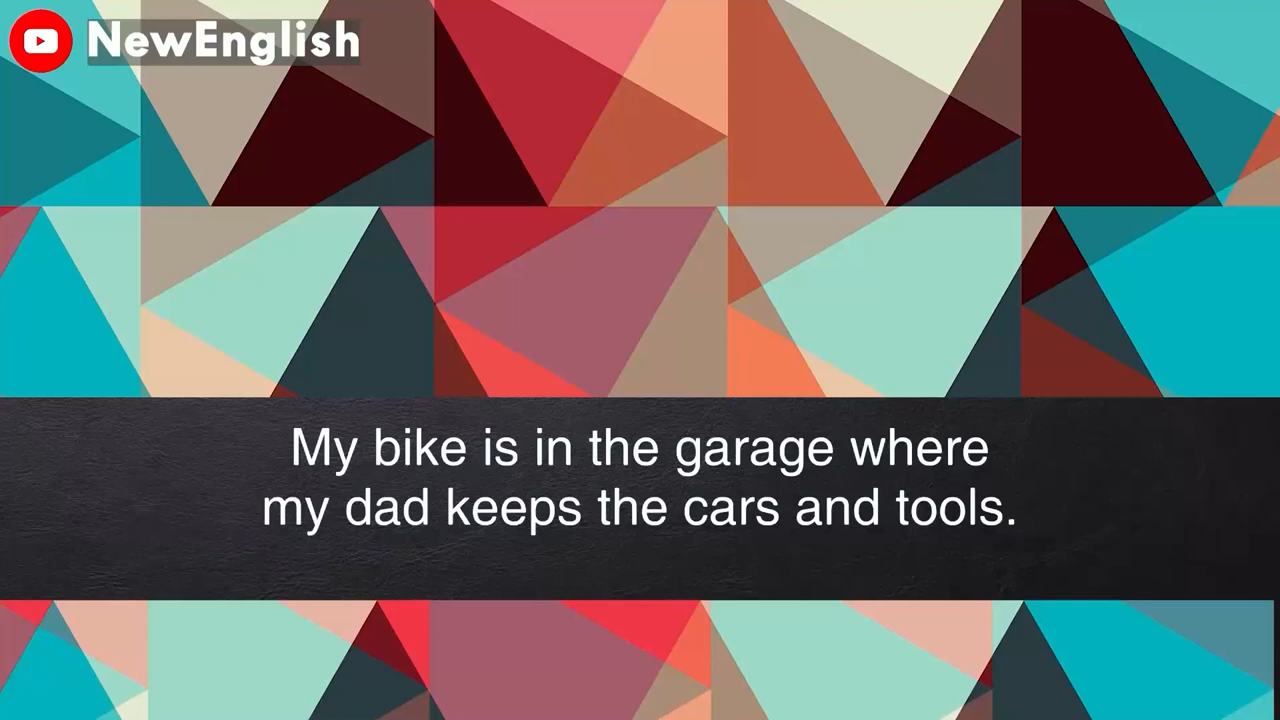 NewEnglish
My bike is in the garage where
my dad keeps the cars and tools.